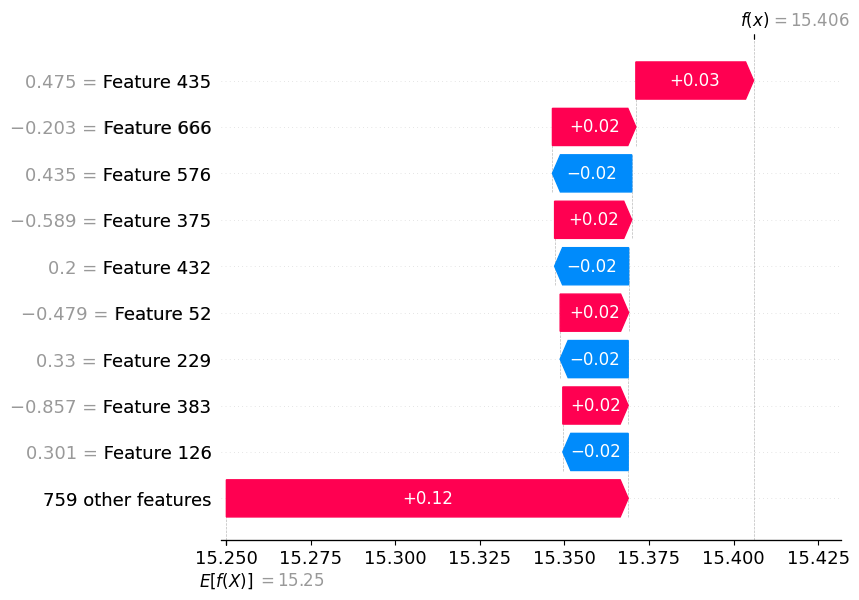 f(x) = 15.406
0.475 = Feature 435
+0.03
−0.203 = Feature 666
+0.02
0.435 = Feature 576
−0.02
−0.589 = Feature 375
+0.02
0.2 = Feature 432
−0.02
−0.479 = Feature 52
+0.02
0.33 = Feature 229
−0.02
−0.857 = Feature 383
+0.02
0.301 = Feature 126
−0.02
759 other features
+0.12
15.250 15.275 15.300 15.325 15.350 15.375 15.400 15.425
E[f(X)] = 15.25